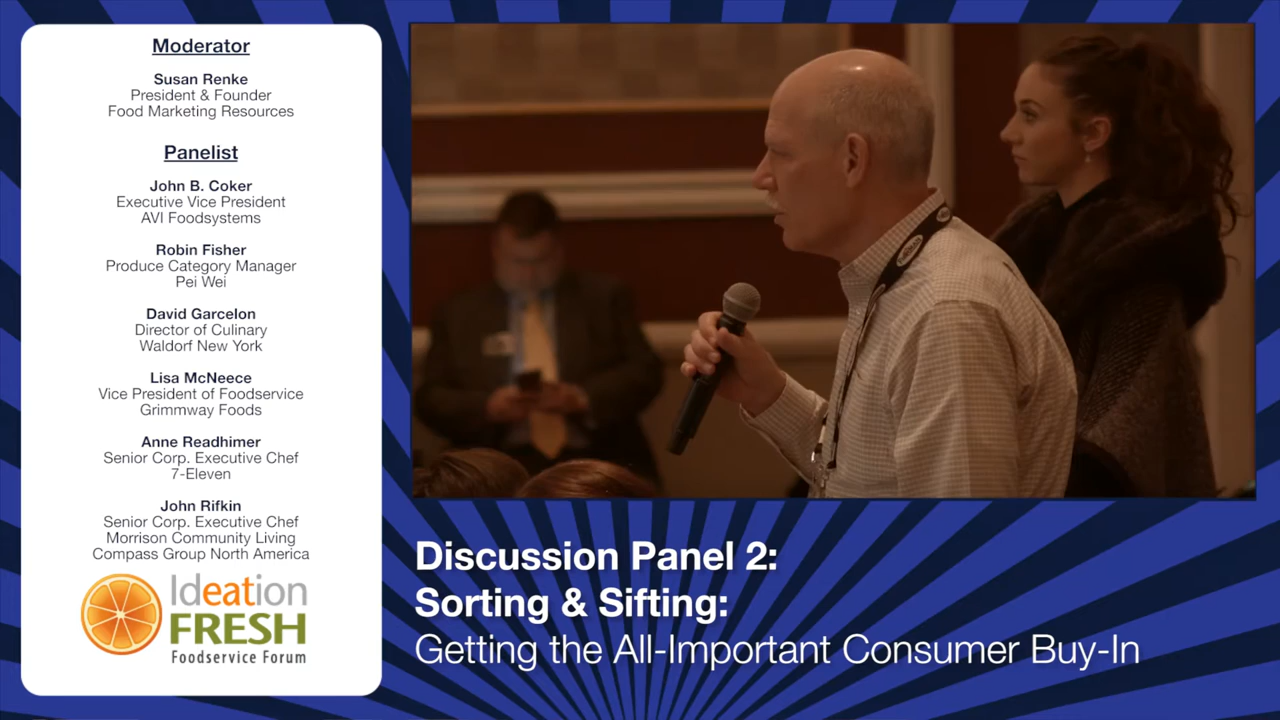 Moderator
Susan Renke
President & Founder
Food Marketing Resources
Panelist
John B. Coker
Executive Vice President
AVI Foodsystems
Robin Fisher
Produce Category Manager
Pei Wei
David Garcelon
Director of Culinary
Waldorf New York
Lisa McNeece
Vice President of Foodservice
Grimmway Foods
Anne Readhimer
Senior Corp. Executive Chef
7-Eleven
John Rifkin
Senior Corp. Executive Chef
Morrison Community Living
Compass Group North America
Ideation
FRESH
Foodservice Forum
Discussion Panel 2:
Sorting & Sifting:
Getting the All-Important Consumer Buy-In